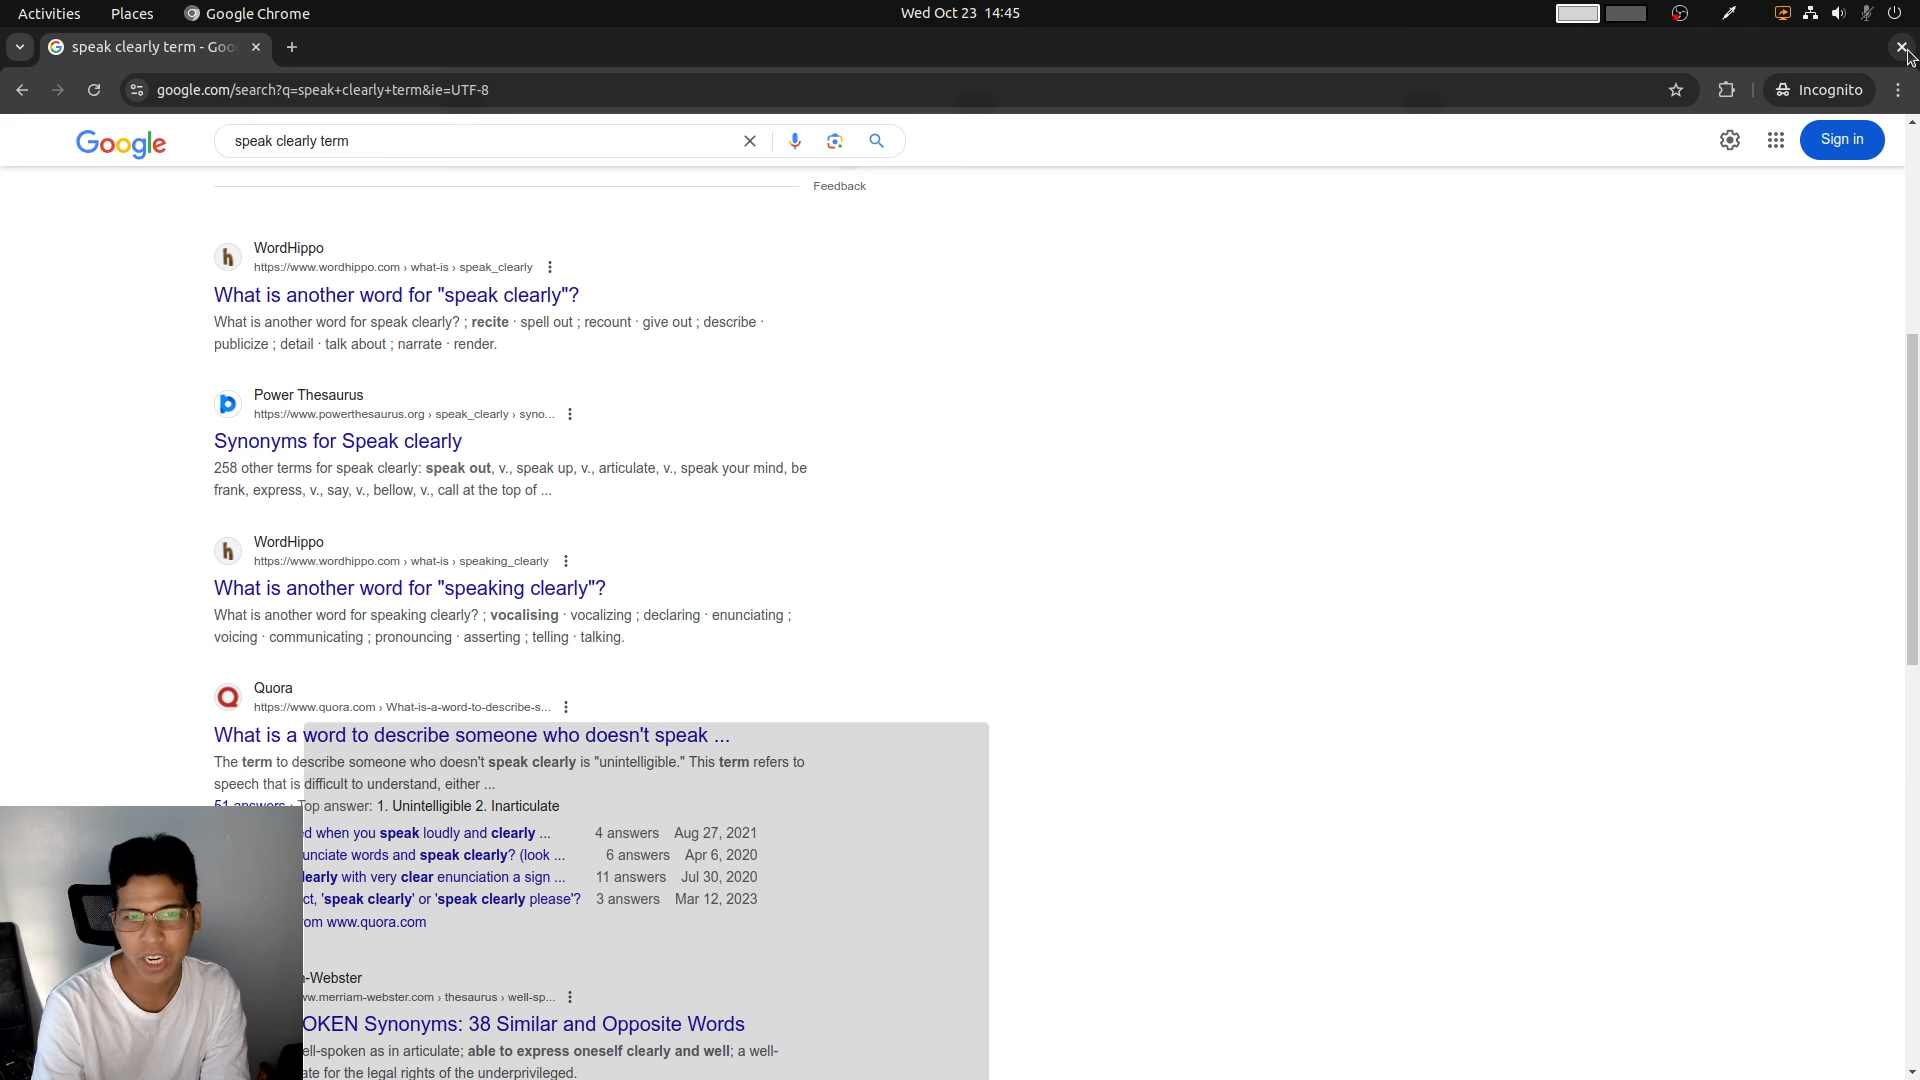 Activities Places Google Chrome Wed Oct 23 14:45
speak clearly term - Goo
google.com/search?q=speak+clearly+term&ie=UTF-8 Incognito
Google speak clearly term Sign in
Feedback
WordHippo
https://www.wordhippo.com › what-is › speak_clearly
What is another word for "speak clearly"?
What is another word for speak clearly? ; recite · spell out ; recount · give out ; describe ·
publicize ; detail · talk about ; narrate · render.
Power Thesaurus
https://www.powerthesaurus.org › speak_clearly › syno...
Synonyms for Speak clearly
258 other terms for speak clearly: speak out, v., speak up, v., articulate, v., speak your mind, be
frank, express, v., say, v., bellow, v., call at the top of ...
WordHippo
https://www.wordhippo.com › what-is › speaking_clearly
What is another word for "speaking clearly"?
What is another word for speaking clearly? ; vocalising · vocalizing ; declaring · enunciating ;
voicing · communicating ; pronouncing · asserting ; telling · talking.
Quora
https://www.quora.com › What-is-a-word-to-describe-s...
What is a word to describe someone who doesn't speak ...
The term to describe someone who doesn't speak clearly is "unintelligible." This term refers to
speech that is difficult to understand, either ...
51 answers · Top answer: 1. Unintelligible 2. Inarticulate
d when you speak loudly and clearly ... 4 answers Aug 27, 2021
unciate words and speak clearly? (look ... 6 answers Apr 6, 2020
learly with very clear enunciation a sign ... 11 answers Jul 30, 2020
ct, 'speak clearly' or 'speak clearly please'? 3 answers Mar 12, 2023
om www.quora.com
-Webster
w.merriam-webster.com › thesaurus › well-sp...
OKEN Synonyms: 38 Similar and Opposite Words
ell-spoken as in articulate; able to express oneself clearly and well; a well-
ate for the legal rights of the underprivileged.